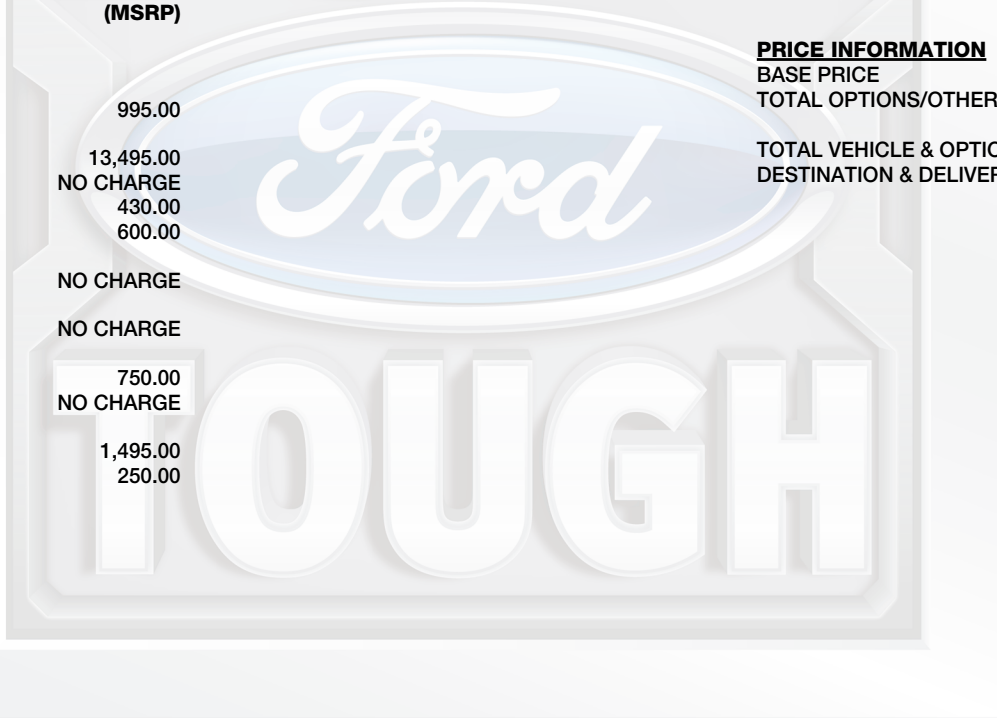 (MSRP)
995.00
13,495.00
NO CHARGE
430.00
600.00
NO CHARGE
NO CHARGE
750.00
NO CHARGE
1,495.00
250.00
PRICE INFORMATION
BASE PRICE
TOTAL OPTIONS/OTHER
TOTAL VEHICLE & OPTIO
DESTINATION & DELIVER
Ford
TOUGH